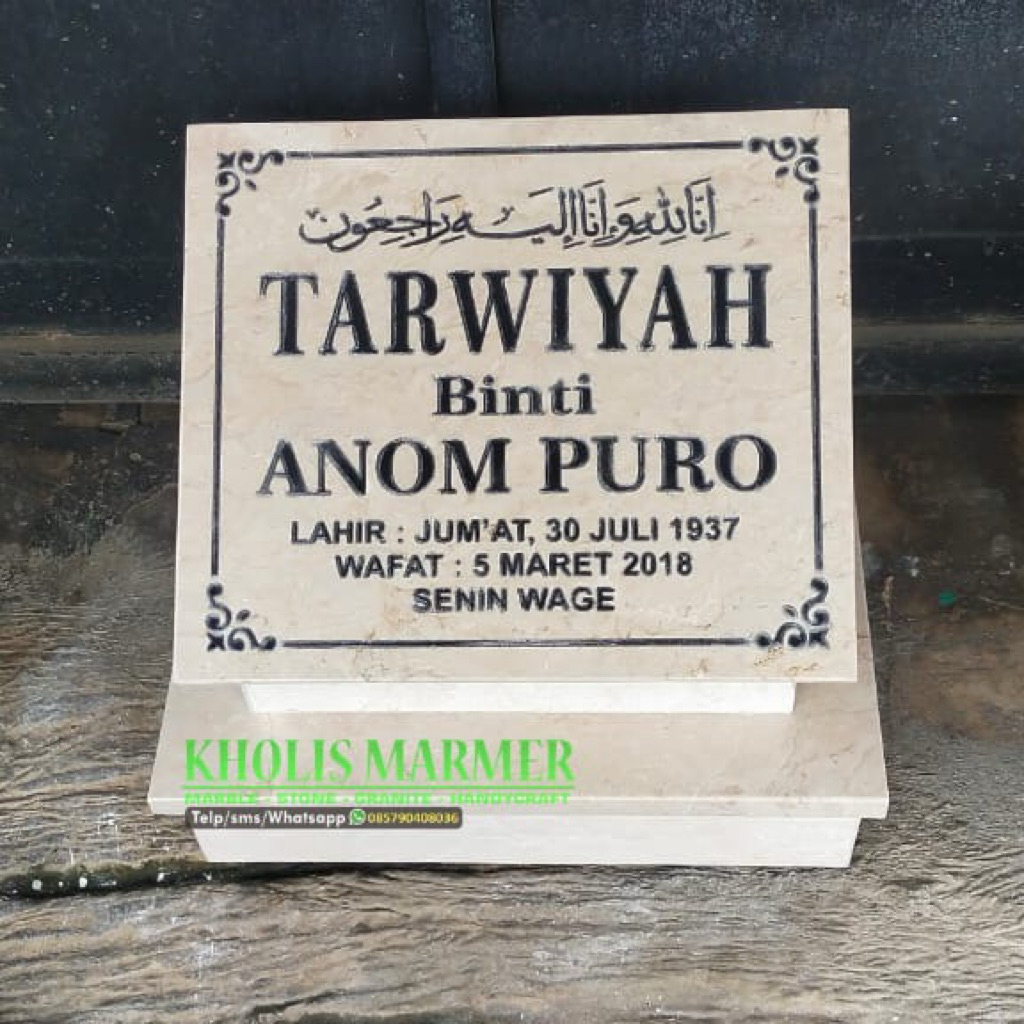 إنا لله وإنا إليه راجعون
TARWIYAH
Binti
ANOM PURO
LAHIR : JUM'AT, 30 JULI 1937
WAFAT : 5 MARET 2018
SENIN WAGE
KHOLIS MARMER
MARBLE - STONE - GRANITE - HANDYCRAFT
Telp/sms/Whatsapp 085790408036